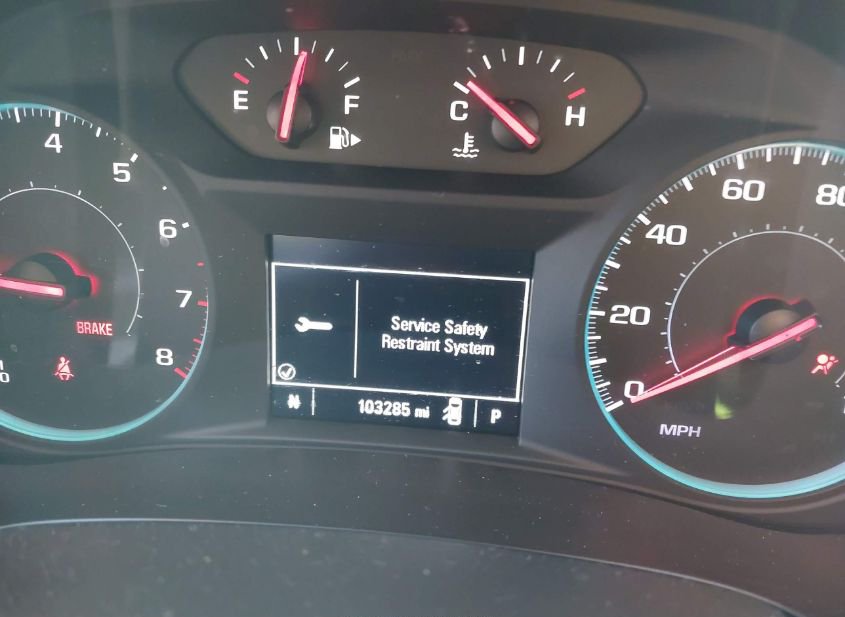 E F
C H
4
5
6
7
8
BRAKE
0
20
40
60
80
MPH
Service Safety
Restraint System
N
103285 mi
P